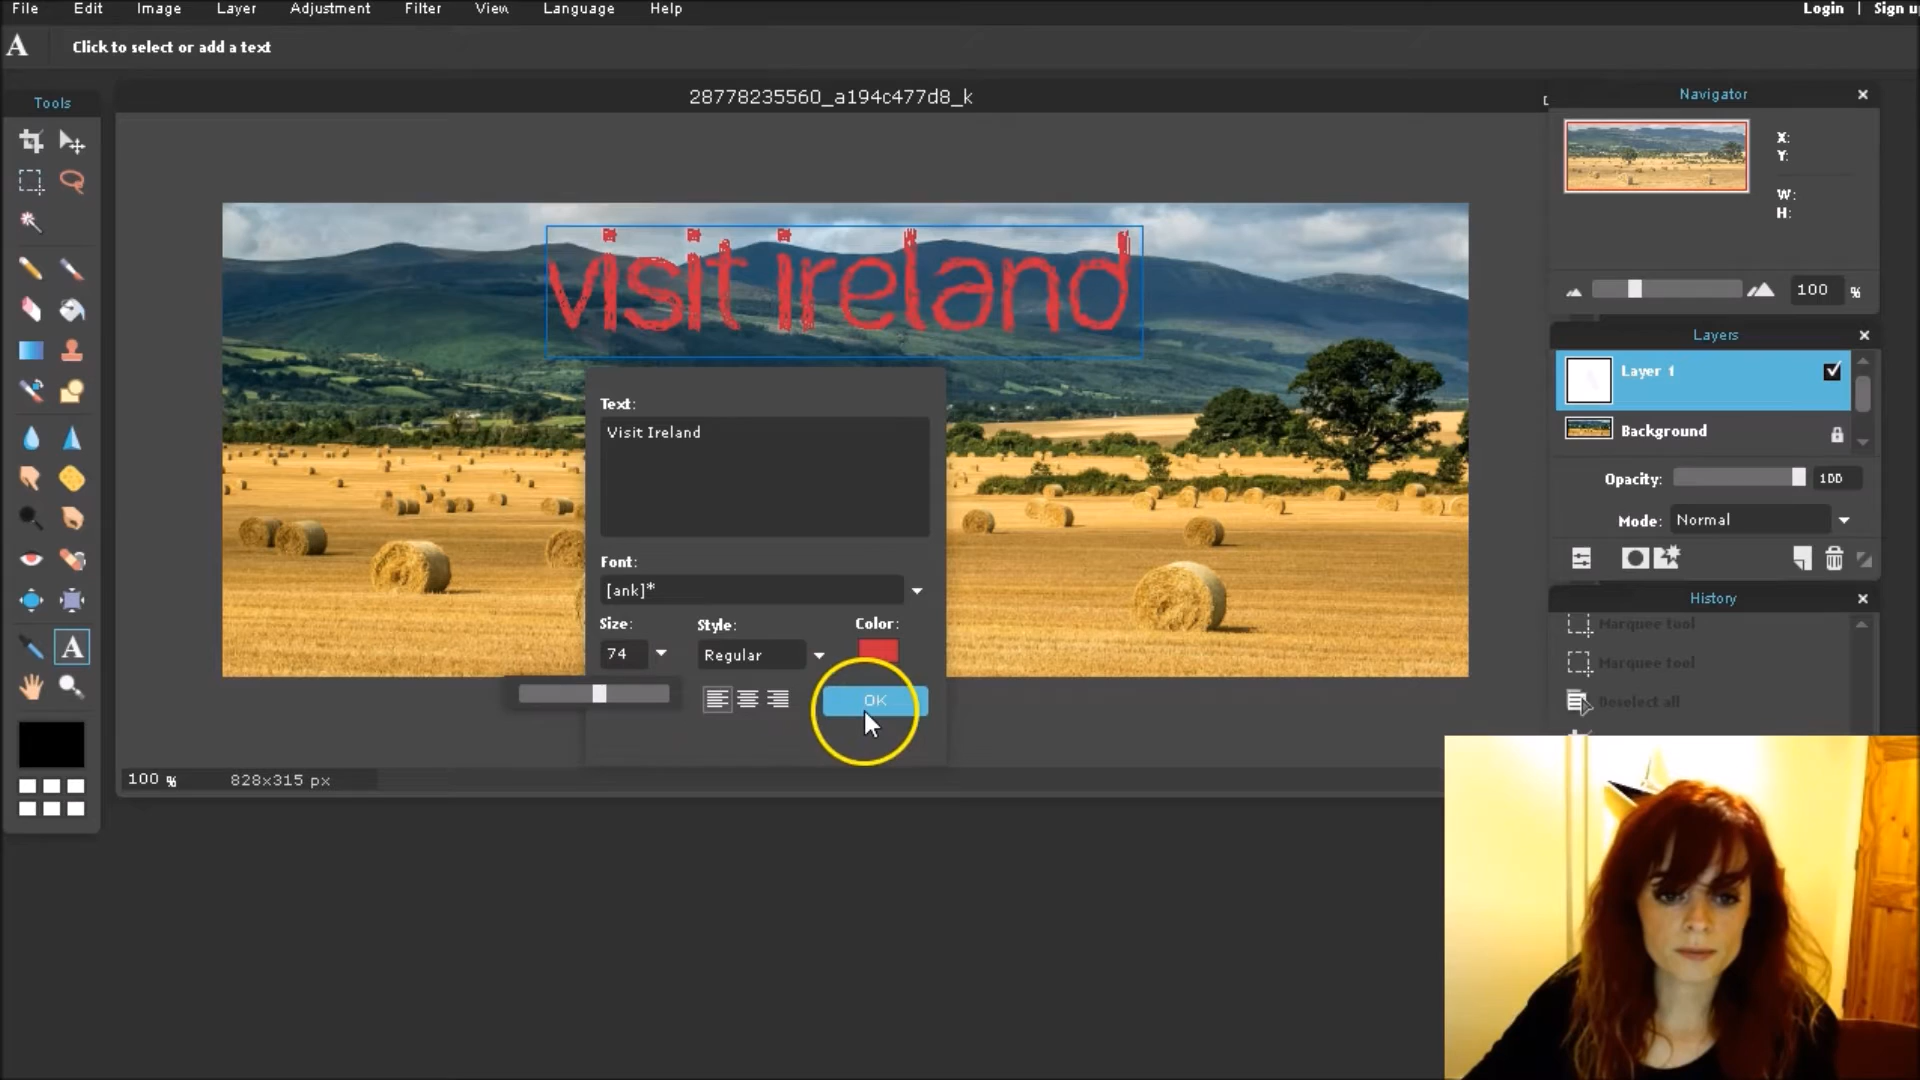 File Edit Image Layer Adjustment Filter View Language Help Login | Sign u
A Click to select or add a text
Tools
28778235560_a194c477d8_k
Navigator
X:
Y:
W:
H:
100 %
visit ireland
Layers
Layer 1
Background
Opacity: 100
Mode: Normal
Text:
Visit Ireland
Font:
[ank]*
Size: Style: Color:
74 Regular
OK
A
History
Marquee tool
Marquee tool
Deselect all
100 % 828x315 px